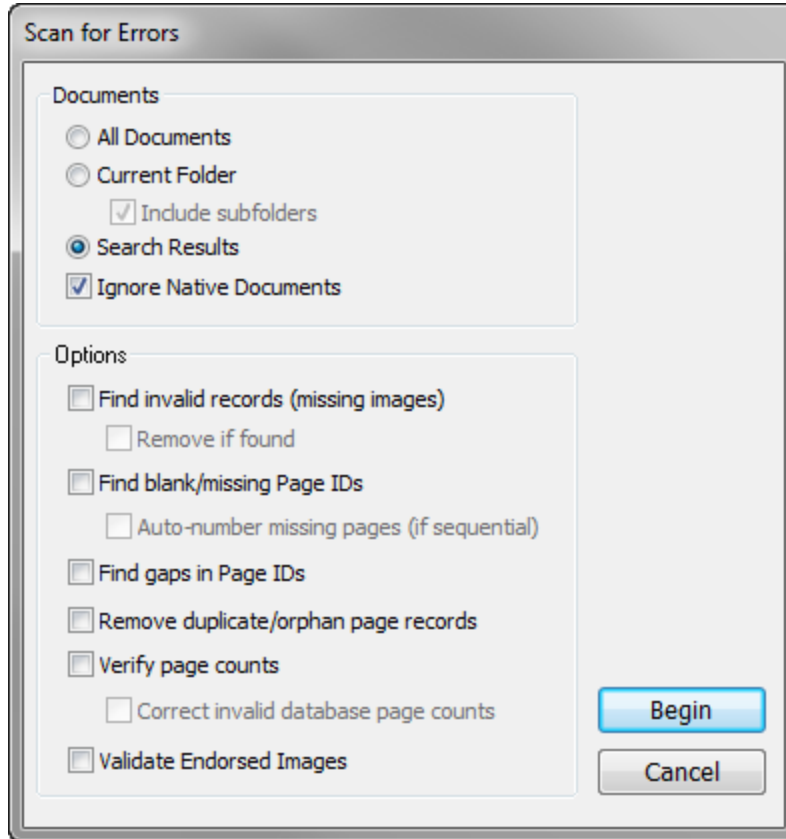 Scan for Errors
Documents
All Documents
Current Folder
Include subfolders
Search Results
Ignore Native Documents
Options
Find invalid records (missing images)
Remove if found
Find blank/missing Page IDs
Auto-number missing pages (if sequential)
Find gaps in Page IDs
Remove duplicate/orphan page records
Verify page counts
Correct invalid database page counts
Validate Endorsed Images
Begin
Cancel